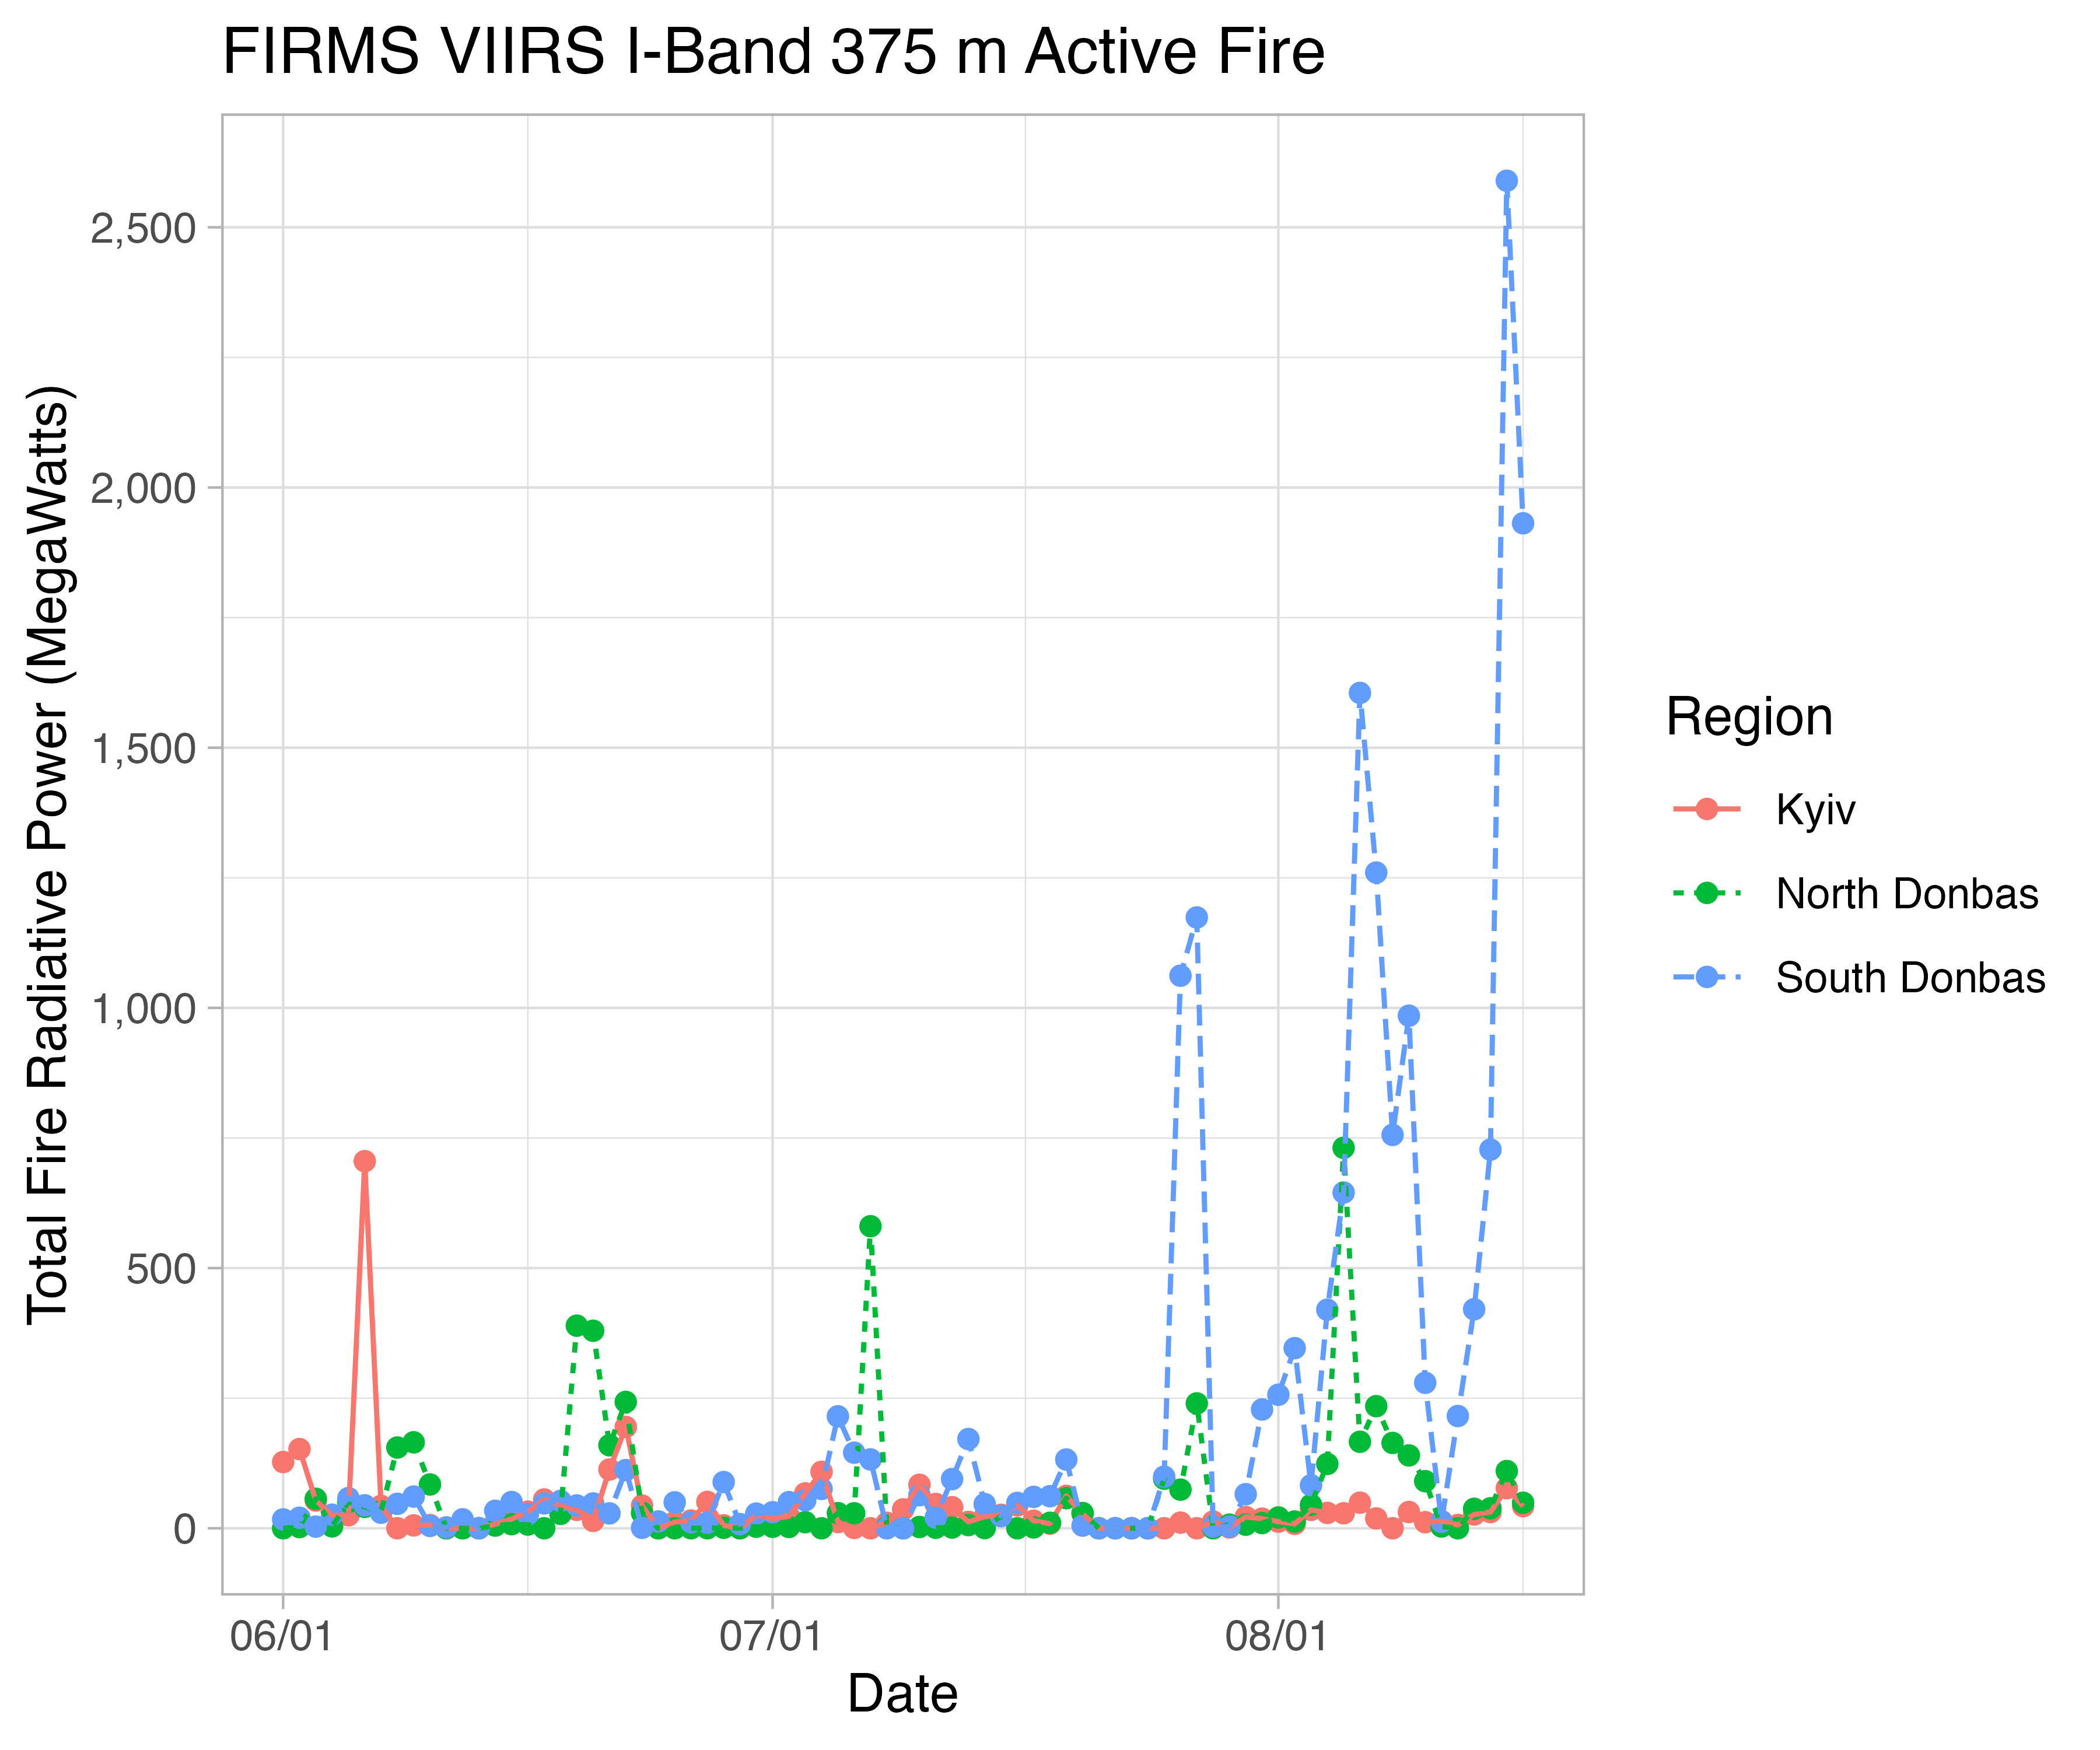 FIRMS VIIRS I-Band 375 m Active Fire
Total Fire Radiative Power (MegaWatts)
2,500
2,000
1,500
1,000
500
0
06/01
07/01
08/01
Date
Region
Kyiv
North Donbas
South Donbas